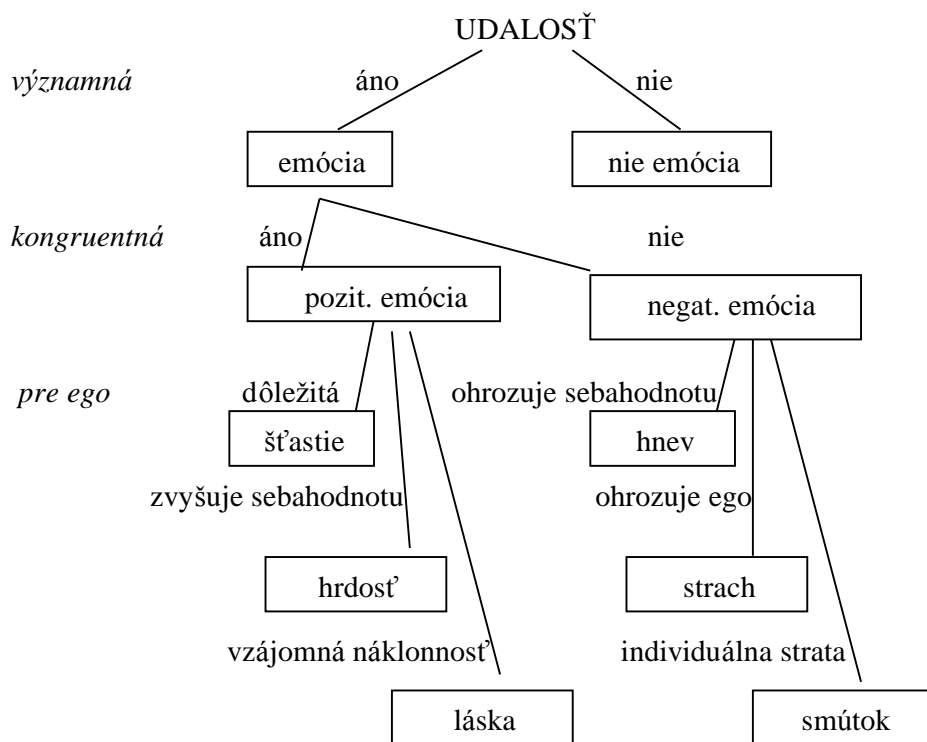 UDALOSŤ
významná áno nie
emócia nie emócia
kongruentná áno nie
pozit. emócia negat. emócia
pre ego dôležitá ohrozuje sebahodnotu
šťastie hnev
zvyšuje sebahodnotu ohrozuje ego
hrdosť strach
vzájomná náklonnosť individuálna strata
láska smútok